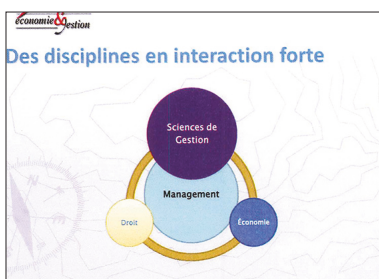 économie&gestion
Des disciplines en interaction forte
Sciences de
Gestion
Management
Droit
Économie